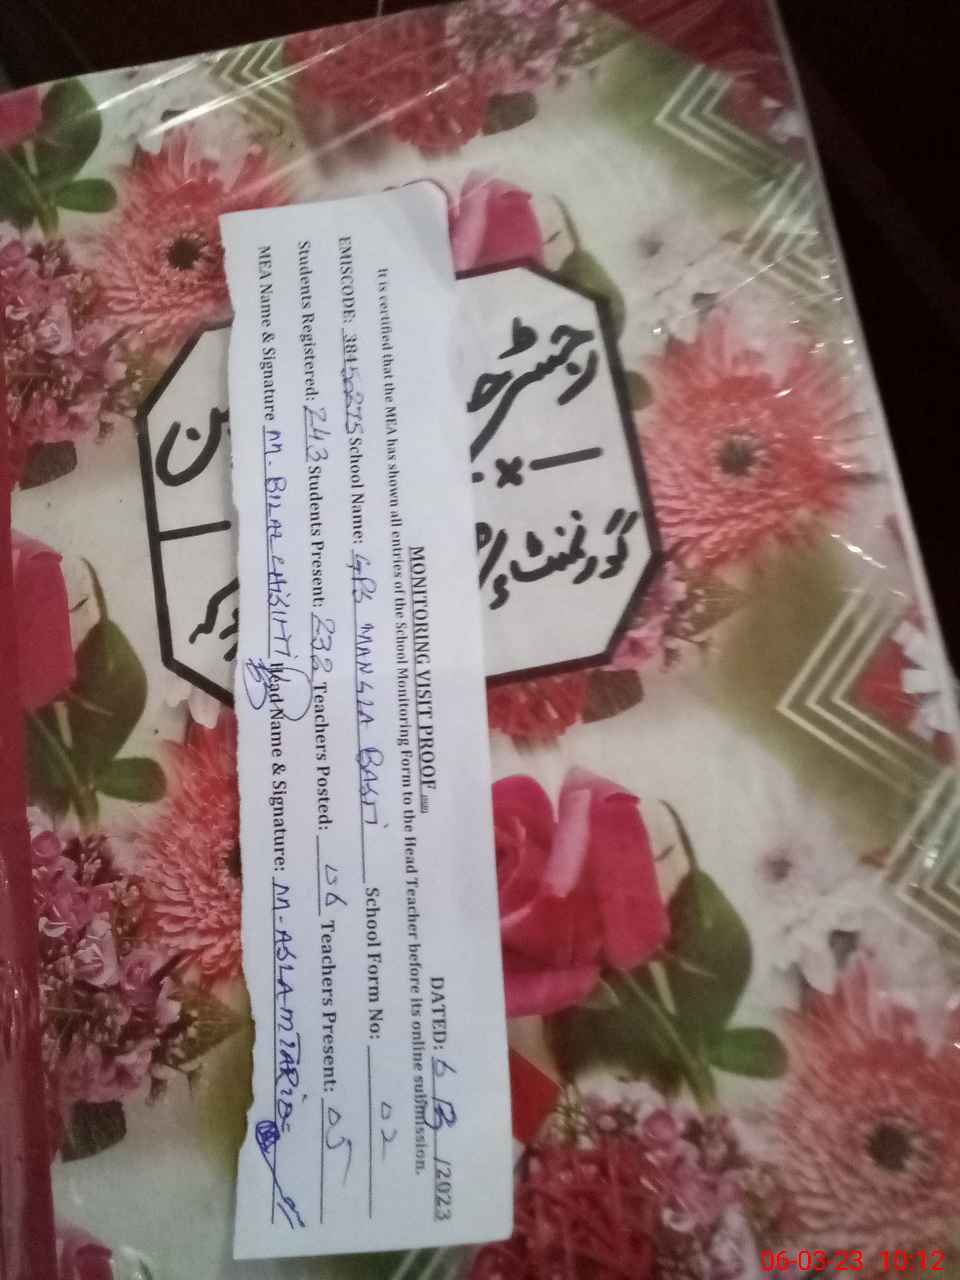 MONITORING VISIT PROOF
DATED: 6 / 3 /2023
It is certified that the MEA has shown all entries of the School Monitoring Form to the Head Teacher before its online submission.
EMISCODE: 38450275 School Name: GPS MANGLA BASTI School Form No: 02
Students Registered: 243 Students Present: 232 Teachers Posted: 06 Teachers Present: 05
MEA Name & Signature M. BILAL CHISHTI Head Name & Signature: M. ASLAM TARIQ
رجسٹر
گورنمنٹ
06-03-23 10:12